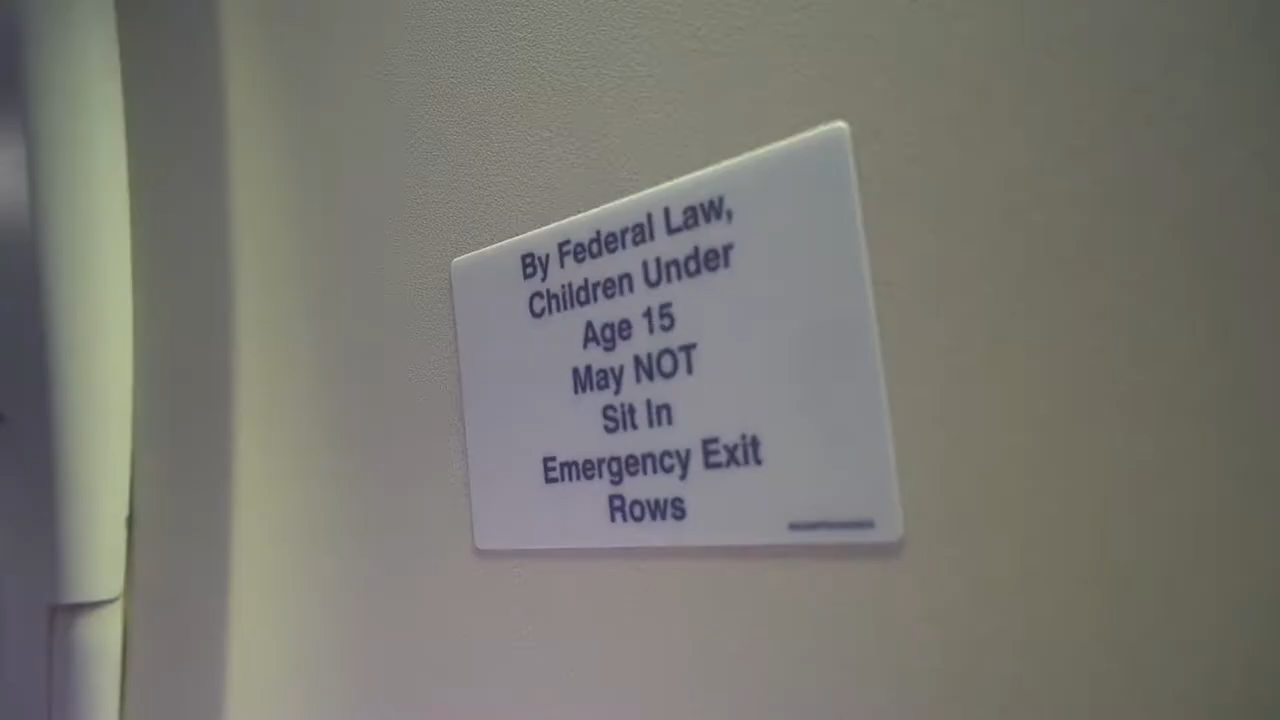 By Federal Law,
Children Under
Age 15
May NOT
Sit In
Emergency Exit
Rows